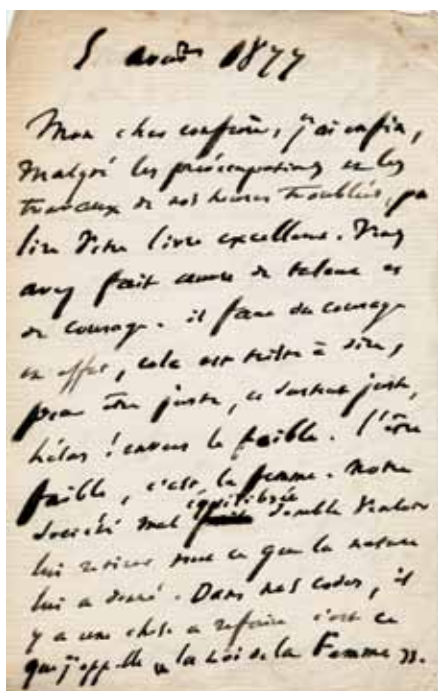 5 août 1877
Mon cher confrère, j'ai enfin,
malgré les préoccupations et les
travaux de nos heures troublées, pu
lire votre livre excellent. Vous
avez fait œuvre de talent et
de courage. il faut du courage
en effet, cela est triste à dire,
pour être juste, et surtout juste,
hélas ! envers le faible. l'être
faible, c'est la femme. Notre
société mal équilibrée semble vouloir
lui retirer tout ce que la nature
lui a donné. Dans nos codes, il
y a une chose à refaire c'est ce
que j'appelle « la loi de la Femme ».